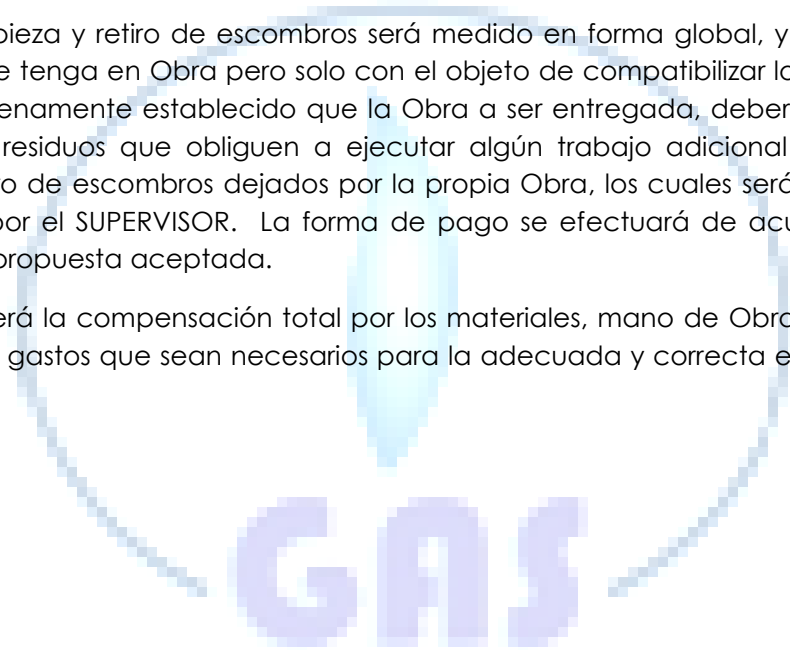 pieza y retiro de escombros será medido en forma global, y
e tenga en Obra pero solo con el objeto de compatibilizar lo
enamente establecido que la Obra a ser entregada, deber
residuos que obliguen a ejecutar algún trabajo adicional
o de escombros dejados por la propia Obra, los cuales será
por el SUPERVISOR. La forma de pago se efectuará de acu
propuesta aceptada.
erá la compensación total por los materiales, mano de Obra
gastos que sean necesarios para la adecuada y correcta e
GAS